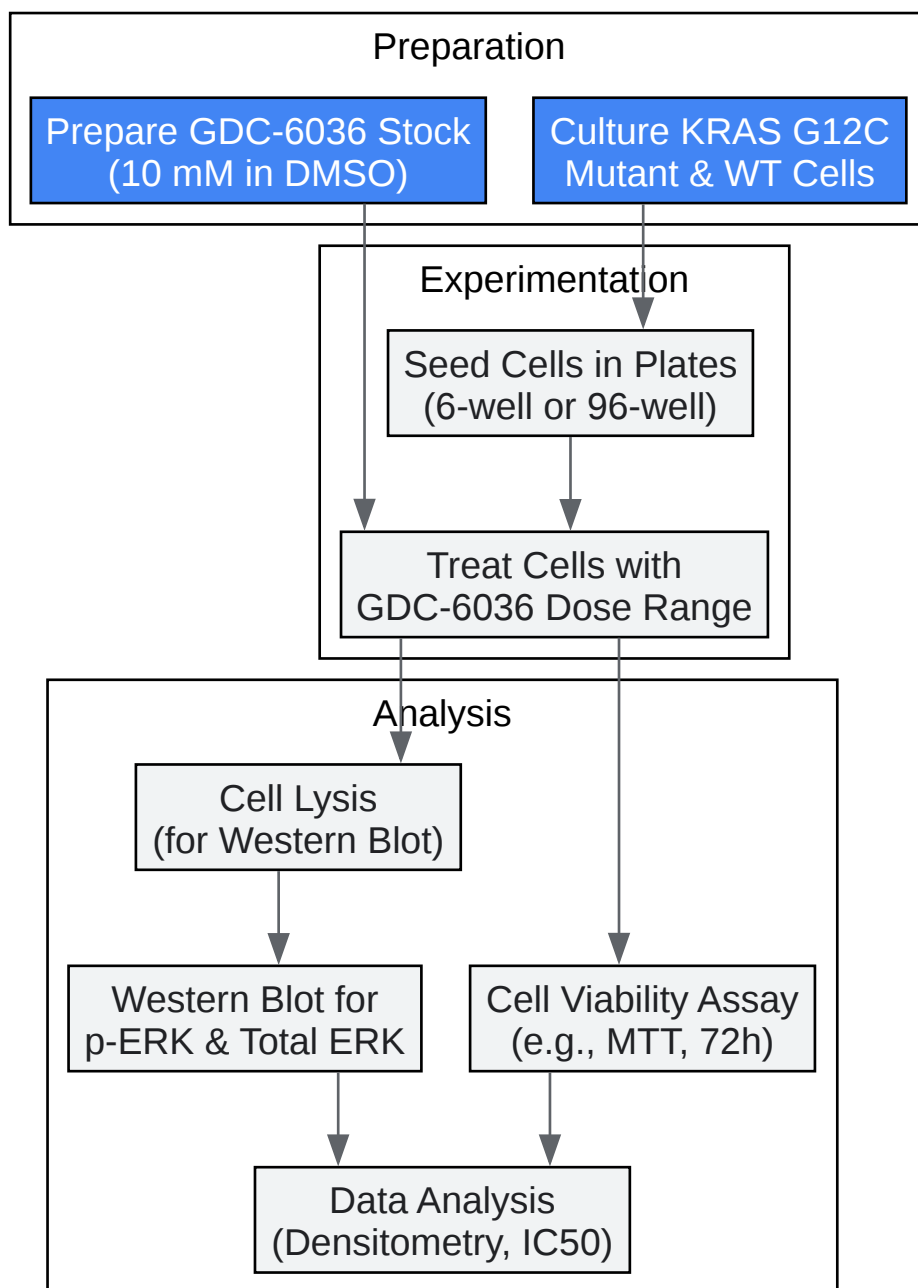 Preparation
Prepare GDC-6036 Stock
(10 mM in DMSO)
Culture KRAS G12C
Mutant & WT Cells
Experimentation
Seed Cells in Plates
(6-well or 96-well)
Treat Cells with
GDC-6036 Dose Range
Analysis
Cell Lysis
(for Western Blot)
Western Blot for
p-ERK & Total ERK
Cell Viability Assay
(e.g., MTT, 72h)
Data Analysis
(Densitometry, IC50)